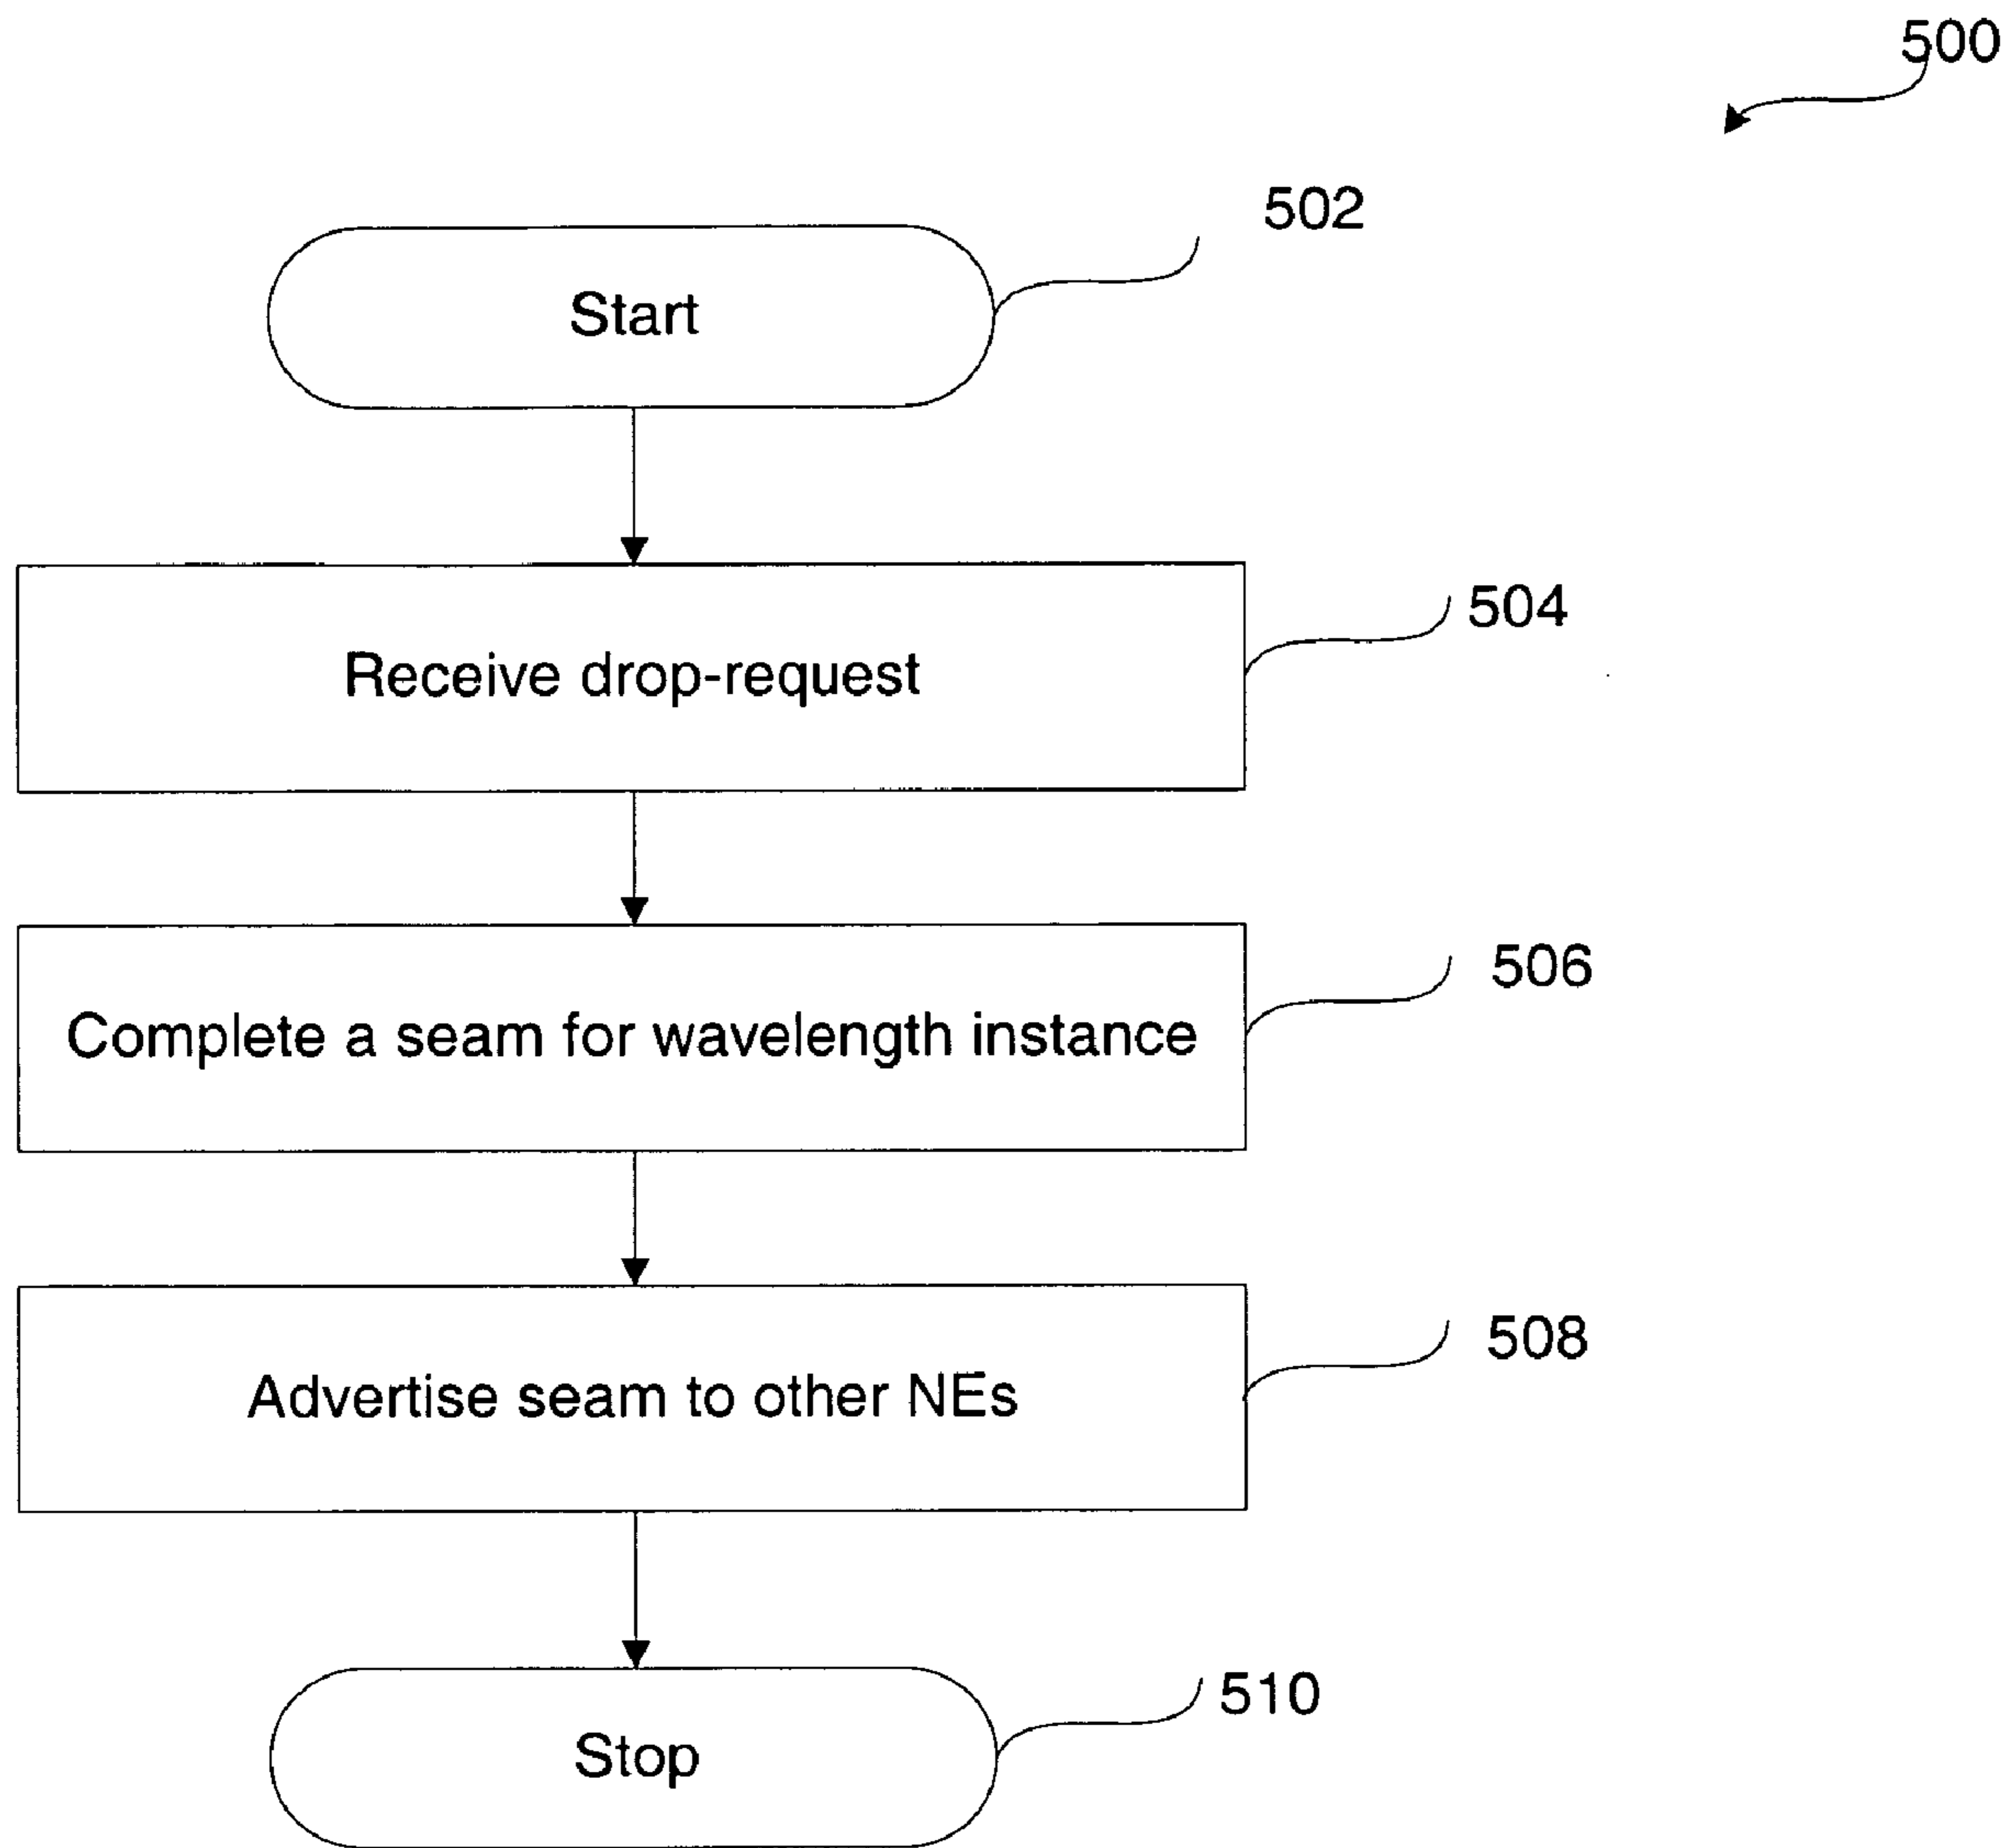 500
502
Start
504
Receive drop-request
506
Complete a seam for wavelength instance
508
Advertise seam to other NEs
510
Stop